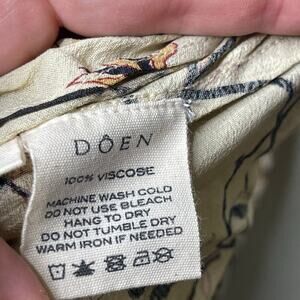 DÔEN
100% VISCOSE
MACHINE WASH COLD
DO NOT USE BLEACH
HANG TO DRY
DO NOT TUMBLE DRY
WARM IRON IF NEEDED